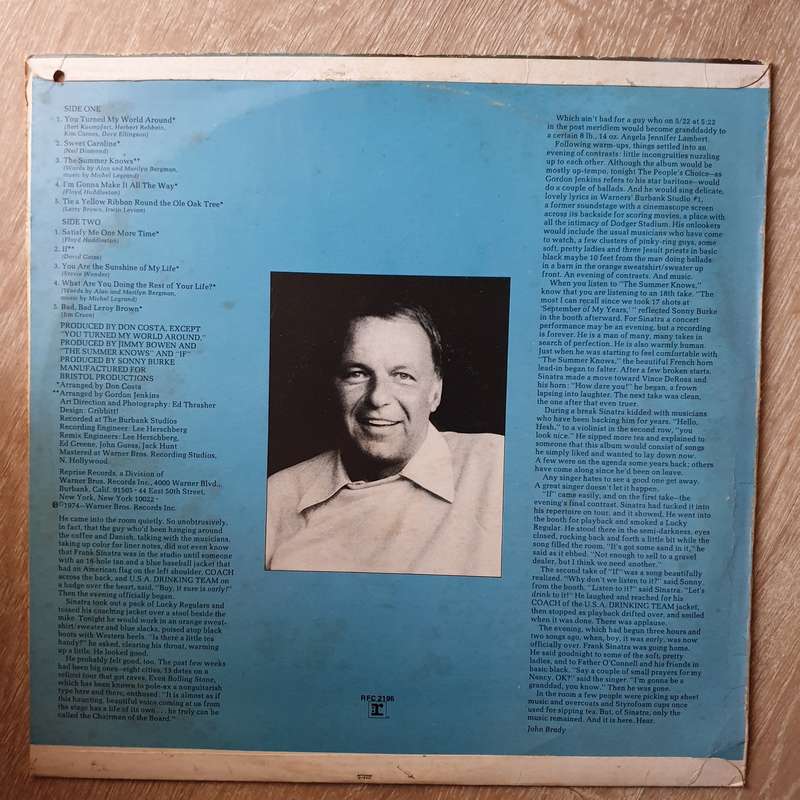 SIDE ONE
1. You Turned My World Around*
(Bert Kaempfert, Herbert Rehbein,
Kim Carnes, Dave Ellingson)
2. Sweet Caroline*
(Neil Diamond)
3. The Summer Knows**
(Words by Alan and Marilyn Bergman,
music by Michel Legrand)
4. I'm Gonna Make It All The Way*
(Floyd Huddleston)
5. Tie a Yellow Ribbon Round the Ole Oak Tree*
(Larry Brown, Irwin Levine)
SIDE TWO
1. Satisfy Me One More Time*
(Floyd Huddleston)
2. If**
(David Gates)
3. You Are the Sunshine of My Life*
(Stevie Wonder)
4. What Are You Doing the Rest of Your Life?*
(Words by Alan and Marilyn Bergman,
music by Michel Legrand)
5. Bad, Bad Leroy Brown*
(Jim Croce)
PRODUCED BY DON COSTA, EXCEPT
"YOU TURNED MY WORLD AROUND,"
PRODUCED BY JIMMY BOWEN AND
"THE SUMMER KNOWS" AND "IF"
PRODUCED BY SONNY BURKE
MANUFACTURED FOR
BRISTOL PRODUCTIONS
*Arranged by Don Costa
**Arranged by Gordon Jenkins
Art Direction and Photography: Ed Thrasher
Design: Gribbitt!
Recorded at The Burbank Studios
Recording Engineer: Lee Herschberg
Remix Engineers: Lee Herschberg,
Ed Greene, John Guess, Jack Hunt
Mastered at Warner Bros. Recording Studios,
N. Hollywood
Reprise Records, a Division of
Warner Bros. Records Inc., 4000 Warner Blvd.,
Burbank, Calif. 91505 · 44 East 50th Street,
New York, New York 10022 ·
℗©1974—Warner Bros. Records Inc.
He came into the room quietly. So unobtrusively,
in fact, that the guy who'd been hanging around
the coffee and Danish, talking with the musicians,
taking up color for liner notes, did not even know
that Frank Sinatra was in the studio until someone
with an 18-hole tan and a blue baseball jacket that
had an American flag on the left shoulder, COACH
across the back, and U.S.A. DRINKING TEAM on
a badge over the heart, said, "Boy, it sure is early!"
Then the evening officially began.
Sinatra took out a pack of Lucky Regulars and
tossed his coaching jacket over a stool beside the
mike. Tonight he would work in an orange sweat-
shirt/sweater and blue slacks, poised atop black
boots with Western heels. "Is there a little tea
handy?" he asked, clearing his throat, warming
up a little. He looked good.
He probably felt good, too. The past few weeks
had been big ones—eight cities, 13 dates on a
refleut tour that got raves. Even Rolling Stone,
which has been known to pole-ax a nonguitarish
type here and there, enthused: "It is almost as if
this haunting, beautiful voice coming at us from
the stage has a life of its own . . . he truly can be
called the Chairman of the Board."
Which ain't bad for a guy who on 5/22 at 5:22
in the post meridiem would become granddaddy to
a certain 8 lb., 14 oz. Angela Jennifer Lambert.
Following warm-ups, things settled into an
evening of contrasts: little incongruities nuzzling
up to each other. Although the album would be
mostly up-tempo, tonight The People's Choice—as
Gordon Jenkins refers to his star baritone—would
do a couple of ballads. And he would sing delicate,
lovely lyrics in Warners' Burbank Studio #1,
a former soundstage with a cinemascope screen
across its backside for scoring movies, a place with
all the intimacy of Dodger Stadium. His onlookers
would include the usual musicians who have come
to watch, a few clusters of pinky-ring guys, some
soft, pretty ladies and three Jesuit priests in basic
black maybe 10 feet from the man doing ballads
in a barn in the orange sweatshirt/sweater up
front. An evening of contrasts. And music.
When you listen to "The Summer Knows,"
know that you are listening to an 18th take. "The
most I can recall since we took 17 shots at
'September of My Years,' " reflected Sonny Burke
in the booth afterward. For Sinatra a concert
performance may be an evening, but a recording
is forever. He is a man of many, many takes in
search of perfection. He is also warmly human.
Just when he was starting to feel comfortable with
"The Summer Knows," the beautiful French horn
lead-in began to falter. After a few broken starts,
Sinatra made a move toward Vince DeRosa and
his horn: "How dare you!" he began, a frown
lapsing into laughter. The next take was clean,
the one after that even truer.
During a break Sinatra kidded with musicians
who have been backing him for years. "Hello,
Hesh," to a violinist in the second row, "you
look nice." He sipped more tea and explained to
someone that this album would consist of songs
he simply liked and wanted to lay down now.
A few were on the agenda some years back; others
have come along since he'd been on leave.
Any singer hates to see a good one get away.
A great singer doesn't let it happen.
"If" came easily, and on the first take—the
evening's final contrast. Sinatra had tucked it into
his repertoire on tour, and it showed. He went into
the booth for playback and smoked a Lucky
Regular. He stood there in the semi-darkness, eyes
closed, rocking back and forth a little bit while the
song filled the room. "It's got some sand in it," he
said as it ebbed. "Not enough to sell to a gravel
dealer, but I think we need another."
The second take of "If" was a song beautifully
realized. "Why don't we listen to it?" said Sonny,
from the booth. "Listen to it?" said Sinatra. "Let's
drink to it!" He laughed and reached for his
COACH of the U.S.A. DRINKING TEAM jacket,
then stopped as playback drifted over, and smiled
when it was done. There was applause.
The evening, which had begun three hours and
two songs ago, when, boy, it was early, was now
officially over. Frank Sinatra was going home.
He said goodnight to some of the soft, pretty
ladies, and to Father O'Connell and his friends in
basic black. "Say a couple of small prayers for my
Nancy, OK?" said the singer. "I'm gonna be a
granddad, you know." Then he was gone.
In the room a few people were picking up sheet
music and overcoats and Styrofoam cups once
used for sipping tea. But, of Sinatra, only the
music remained. And it is here. Hear.
John Brady
RFC 2196
r